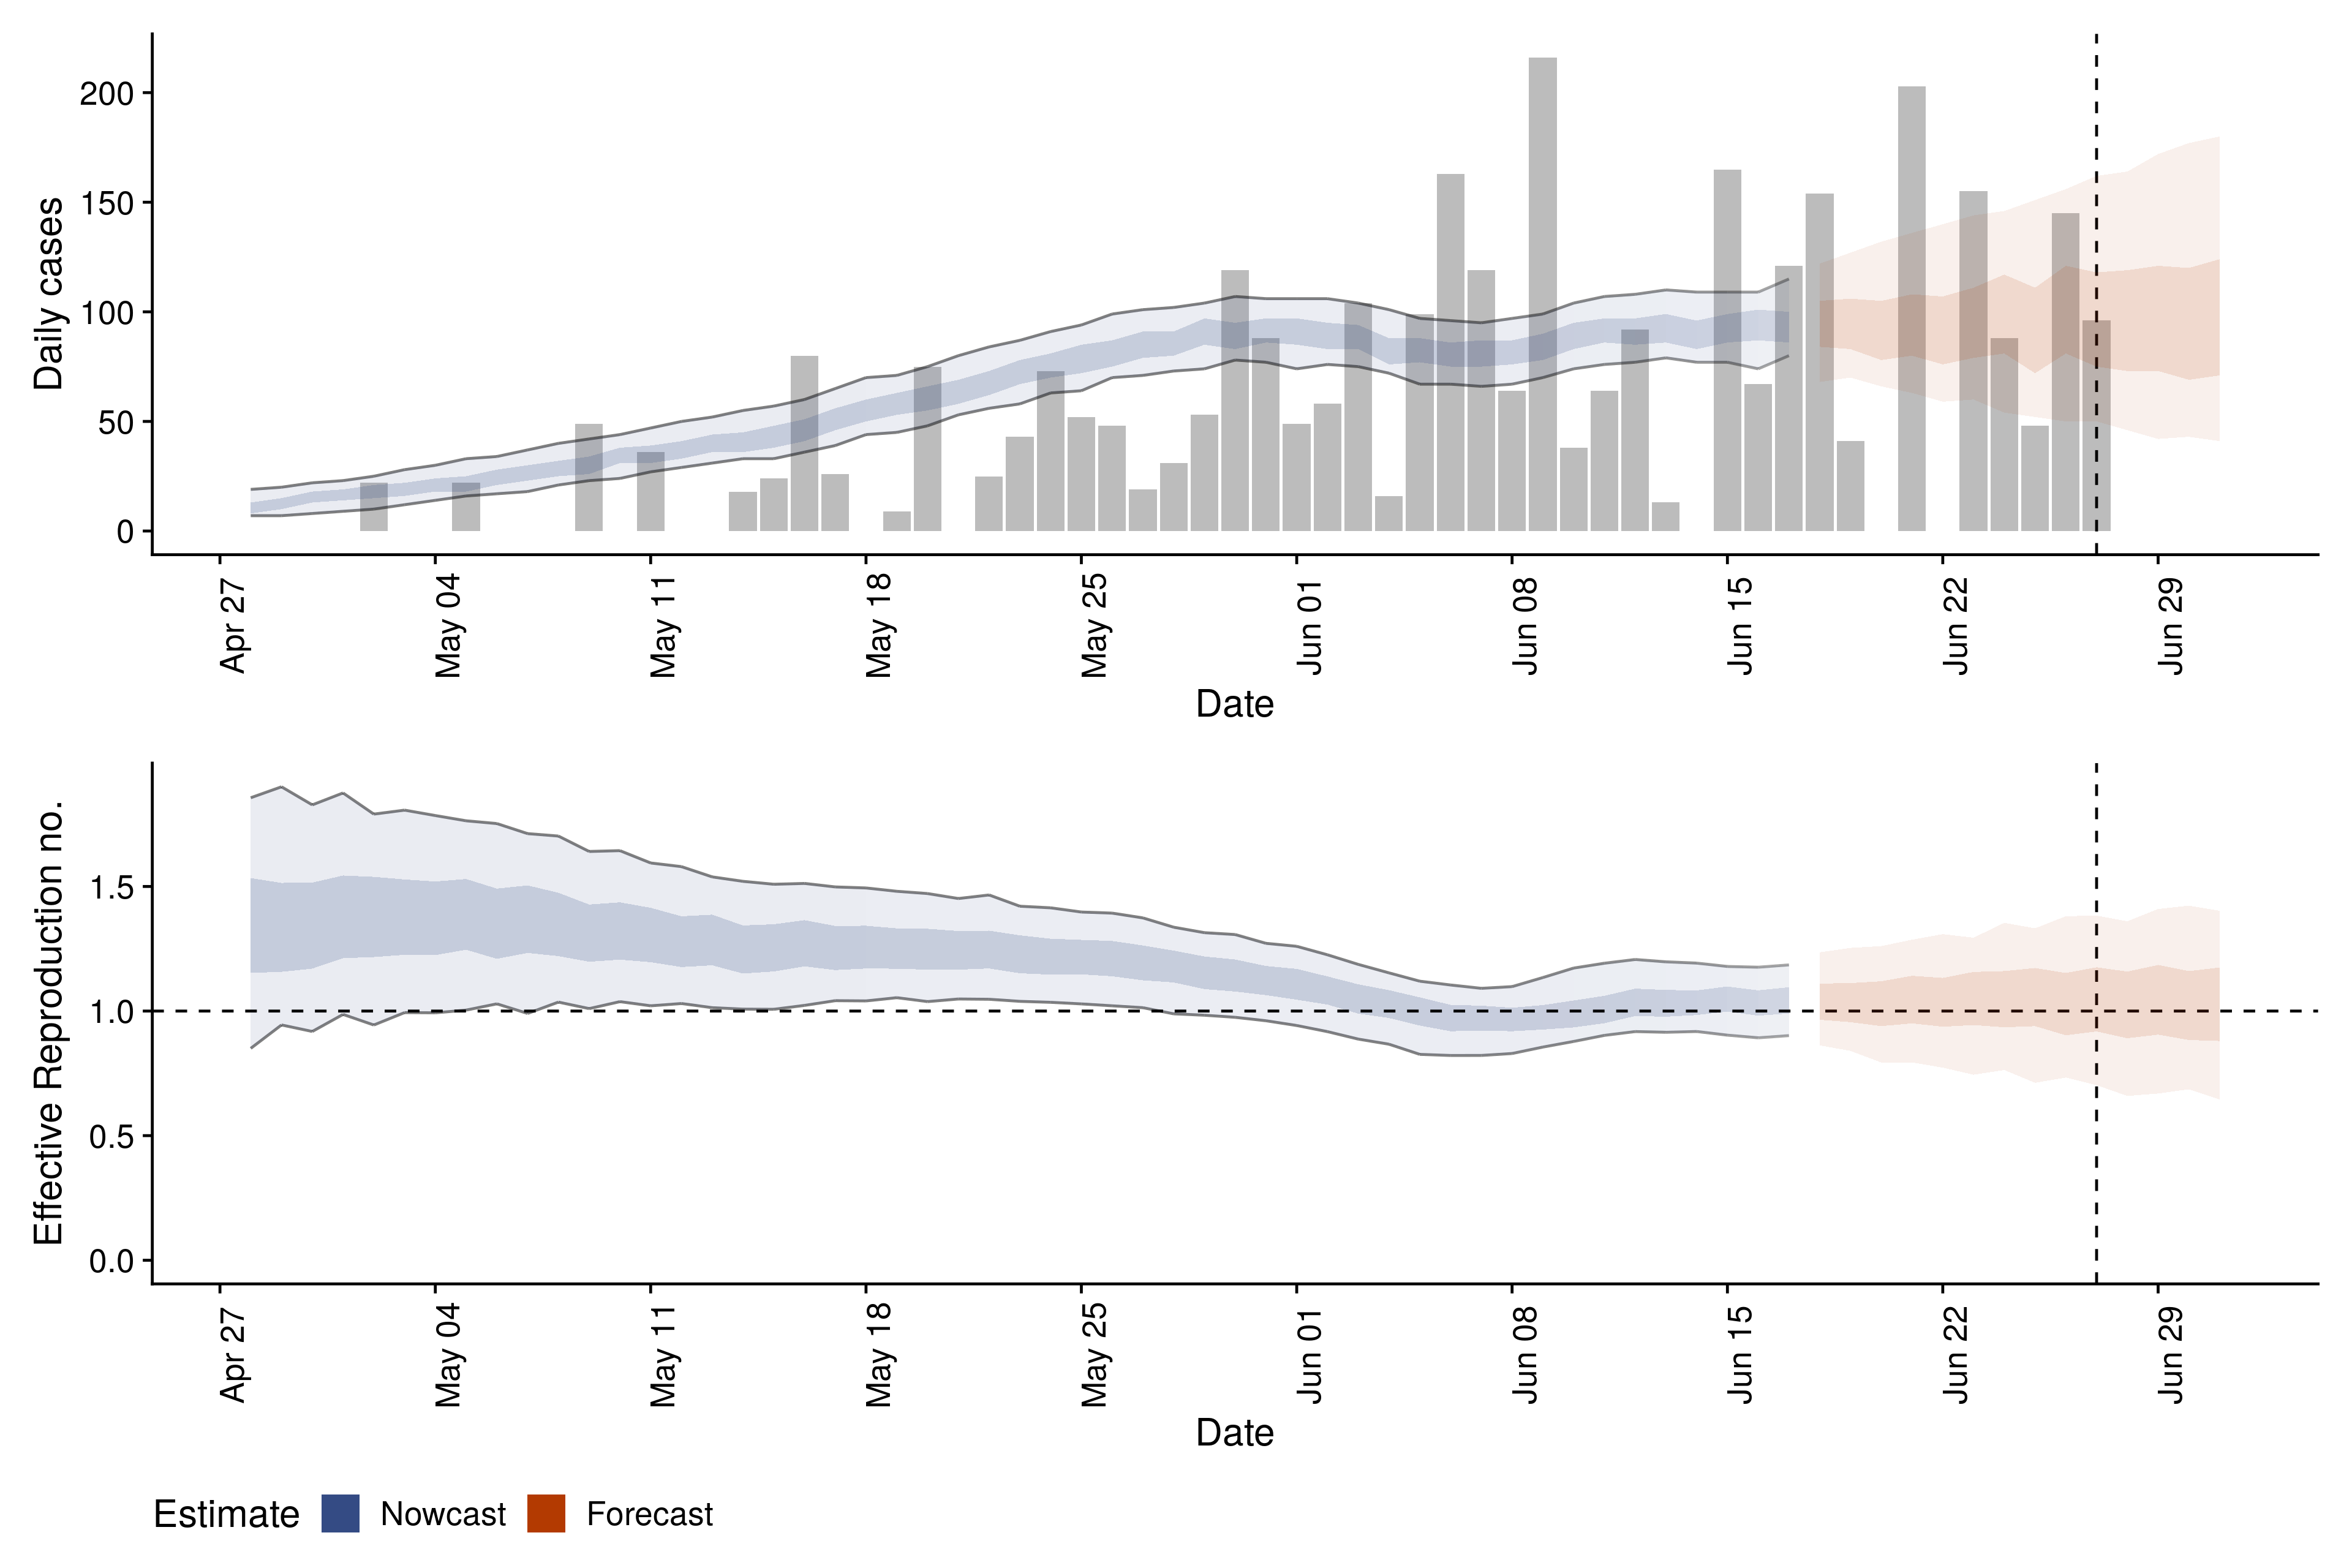 Daily cases
200
150
100
50
0
Apr 27
May 04
May 11
May 18
May 25
Jun 01
Jun 08
Jun 15
Jun 22
Jun 29
Date
Effective Reproduction no.
1.5
1.0
0.5
0.0
Apr 27
May 04
May 11
May 18
May 25
Jun 01
Jun 08
Jun 15
Jun 22
Jun 29
Date
Estimate Nowcast Forecast